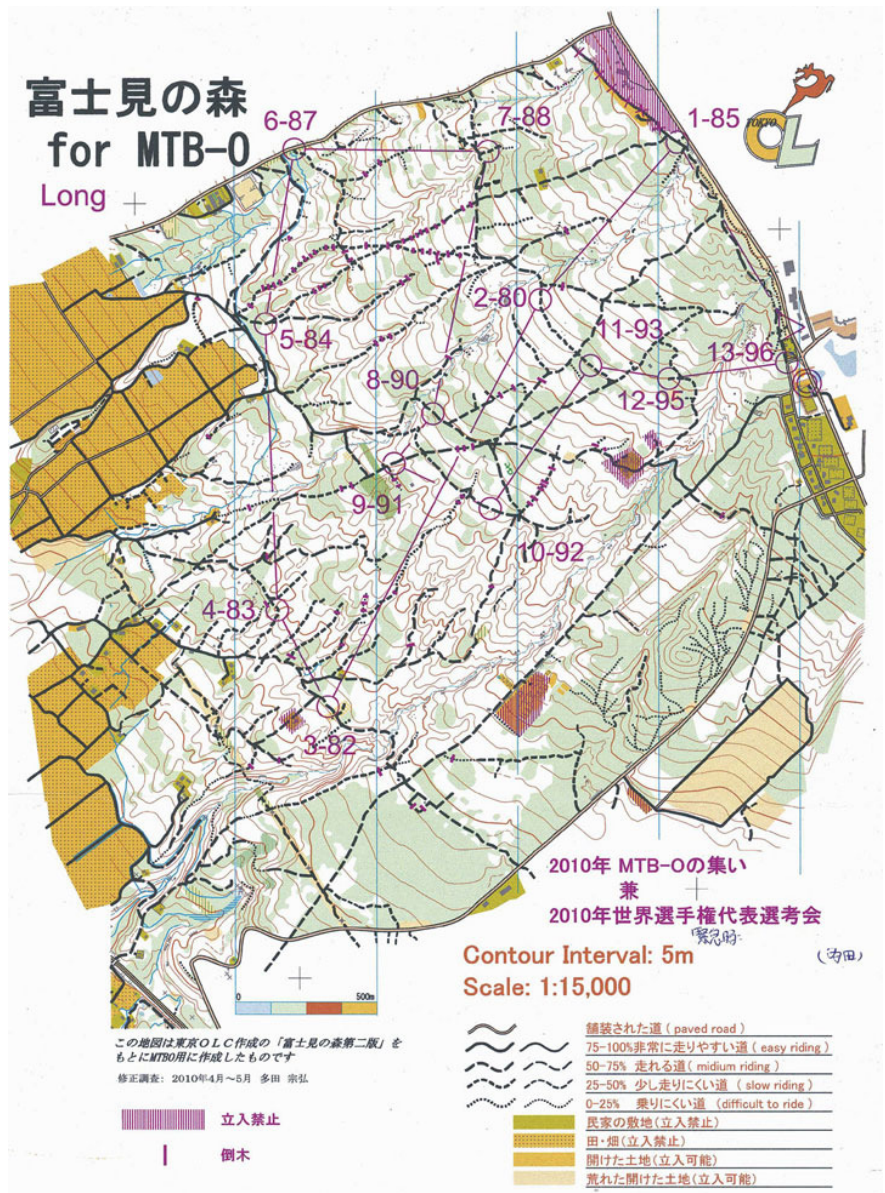 富士見の森
for MTB-O
Long
6-87
7-88
1-85
TOKYO
OL
2-80
11-93
5-84
13-96
8-90
12-95
9-91
10-92
4-83
3-82
2010年 MTB-Oの集い
兼
2010年世界選手権代表選考会
Contour Interval: 5m
Scale: 1:15,000
0 500m
この地図は東京OLC作成の「富士見の森第二版」を
もとにMTBO用に作成したものです
修正調査: 2010年4月~5月 多田 宗弘
立入禁止
倒木
舗装された道 ( paved road )
75-100%非常に走りやすい道 ( easy riding )
50-75% 走れる道 ( midium riding )
25-50% 少し走りにくい道 ( slow riding )
0-25% 乗りにくい道 (difficult to ride )
民家の敷地(立入禁止)
田・畑(立入禁止)
開けた土地(立入可能)
荒れた開けた土地(立入可能)